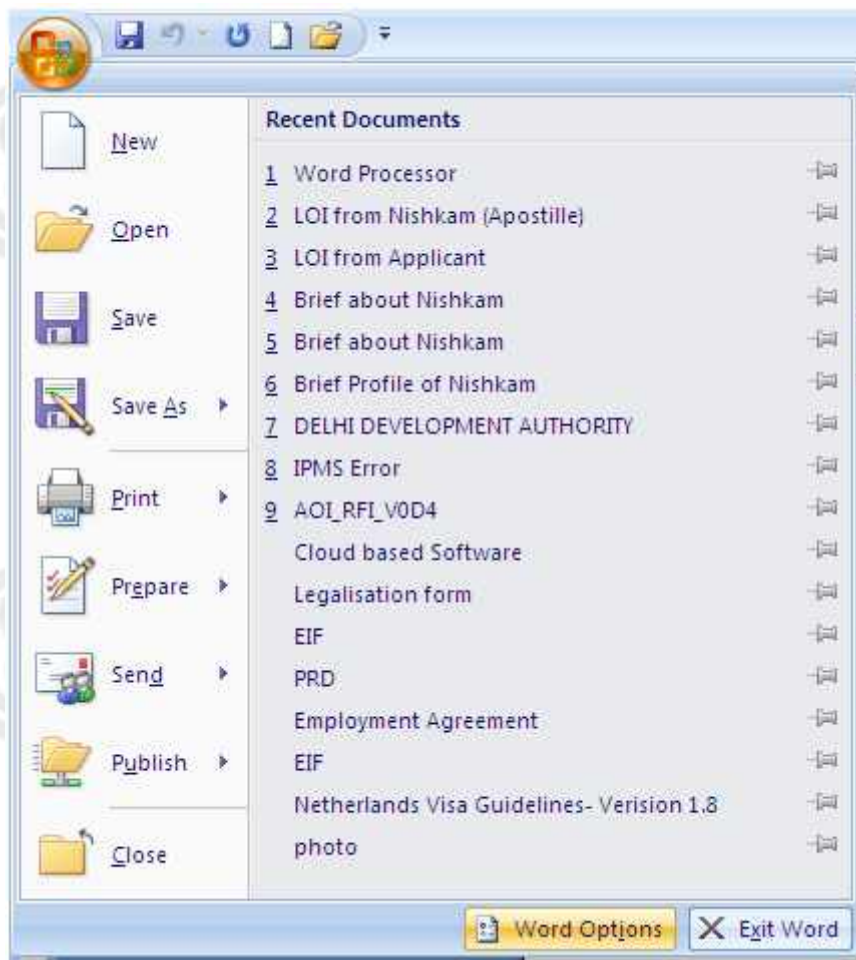 New
Open
Save
Save As
Print
Prepare
Send
Publish
Close
Recent Documents
1 Word Processor
2 LOI from Nishkam (Apostille)
3 LOI from Applicant
4 Brief about Nishkam
5 Brief about Nishkam
6 Brief Profile of Nishkam
7 DELHI DEVELOPMENT AUTHORITY
8 IPMS Error
9 AOI_RFI_V0D4
Cloud based Software
Legalisation form
EIF
PRD
Employment Agreement
EIF
Netherlands Visa Guidelines- Verision 1.8
photo
Word Options
Exit Word